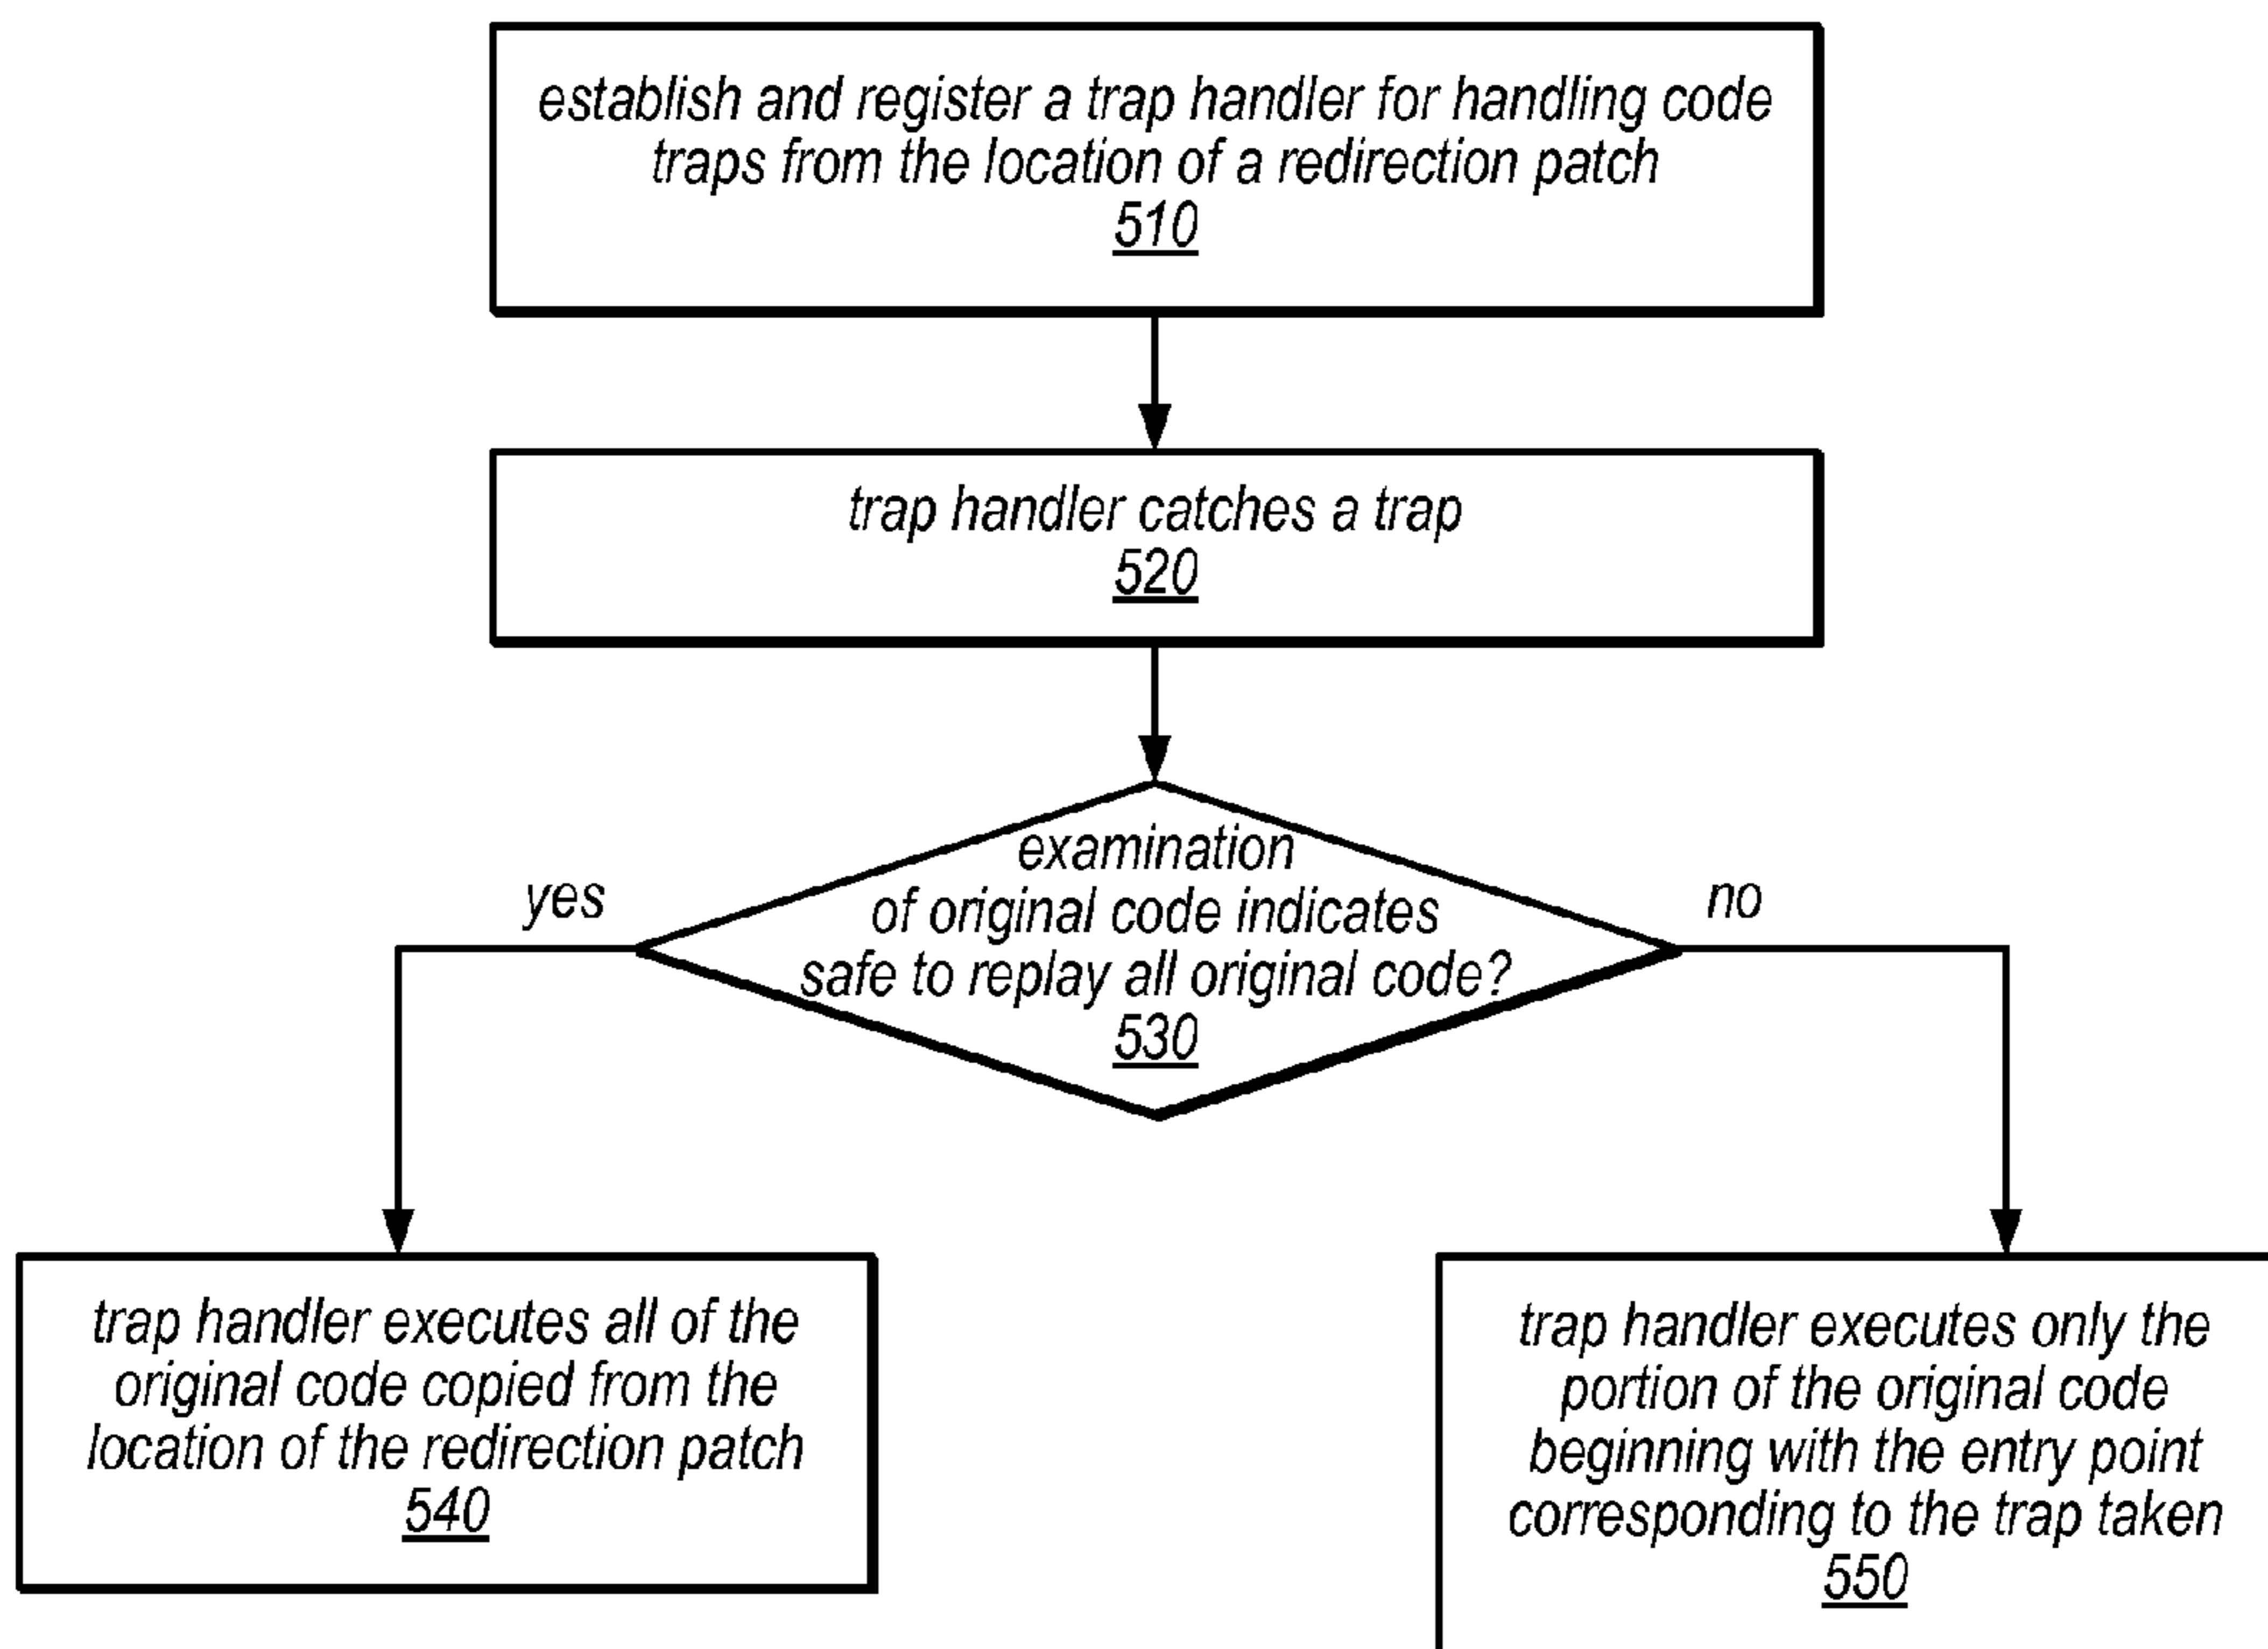 establish and register a trap handler for handling code
traps from the location of a redirection patch
510
trap handler catches a trap
520
examination
of original code indicates
safe to replay all original code?
530
yes
no
trap handler executes all of the
original code copied from the
location of the redirection patch
540
trap handler executes only the
portion of the original code
beginning with the entry point
corresponding to the trap taken
550